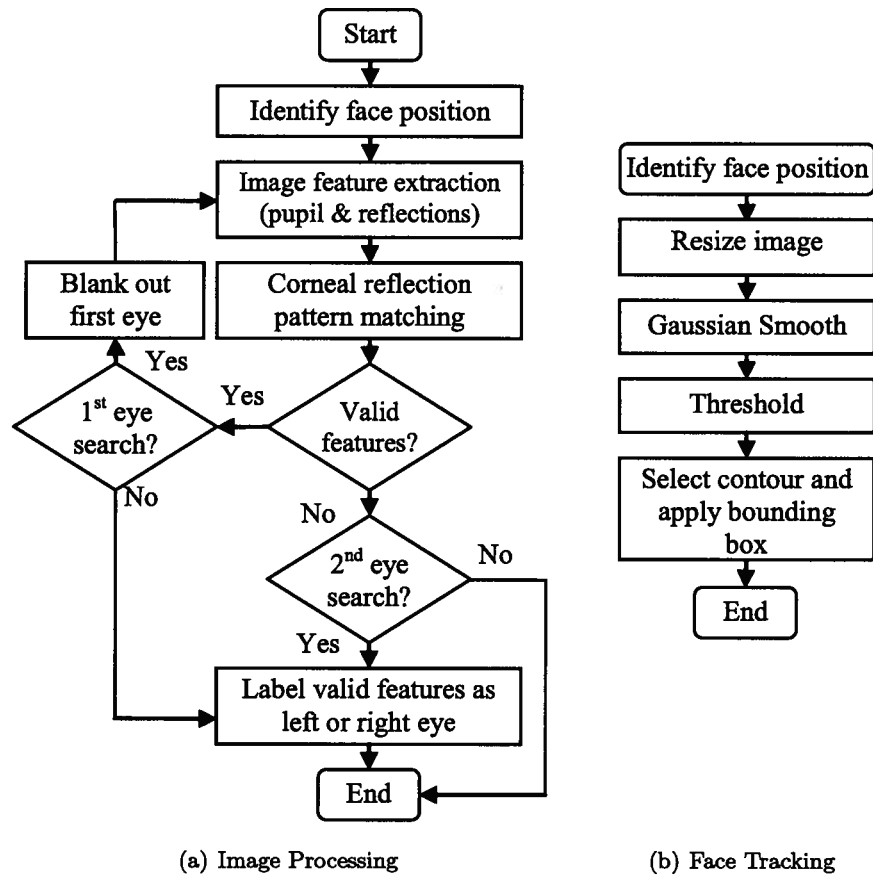 Start
Identify face position
Image feature extraction
(pupil & reflections)
Blank out
first eye
Corneal reflection
pattern matching
Yes
Yes
1st eye
search?
Valid
features?
No
No
No
2nd eye
search?
Yes
Label valid features as
left or right eye
End
(a) Image Processing
Identify face position
Resize image
Gaussian Smooth
Threshold
Select contour and
apply bounding
box
End
(b) Face Tracking